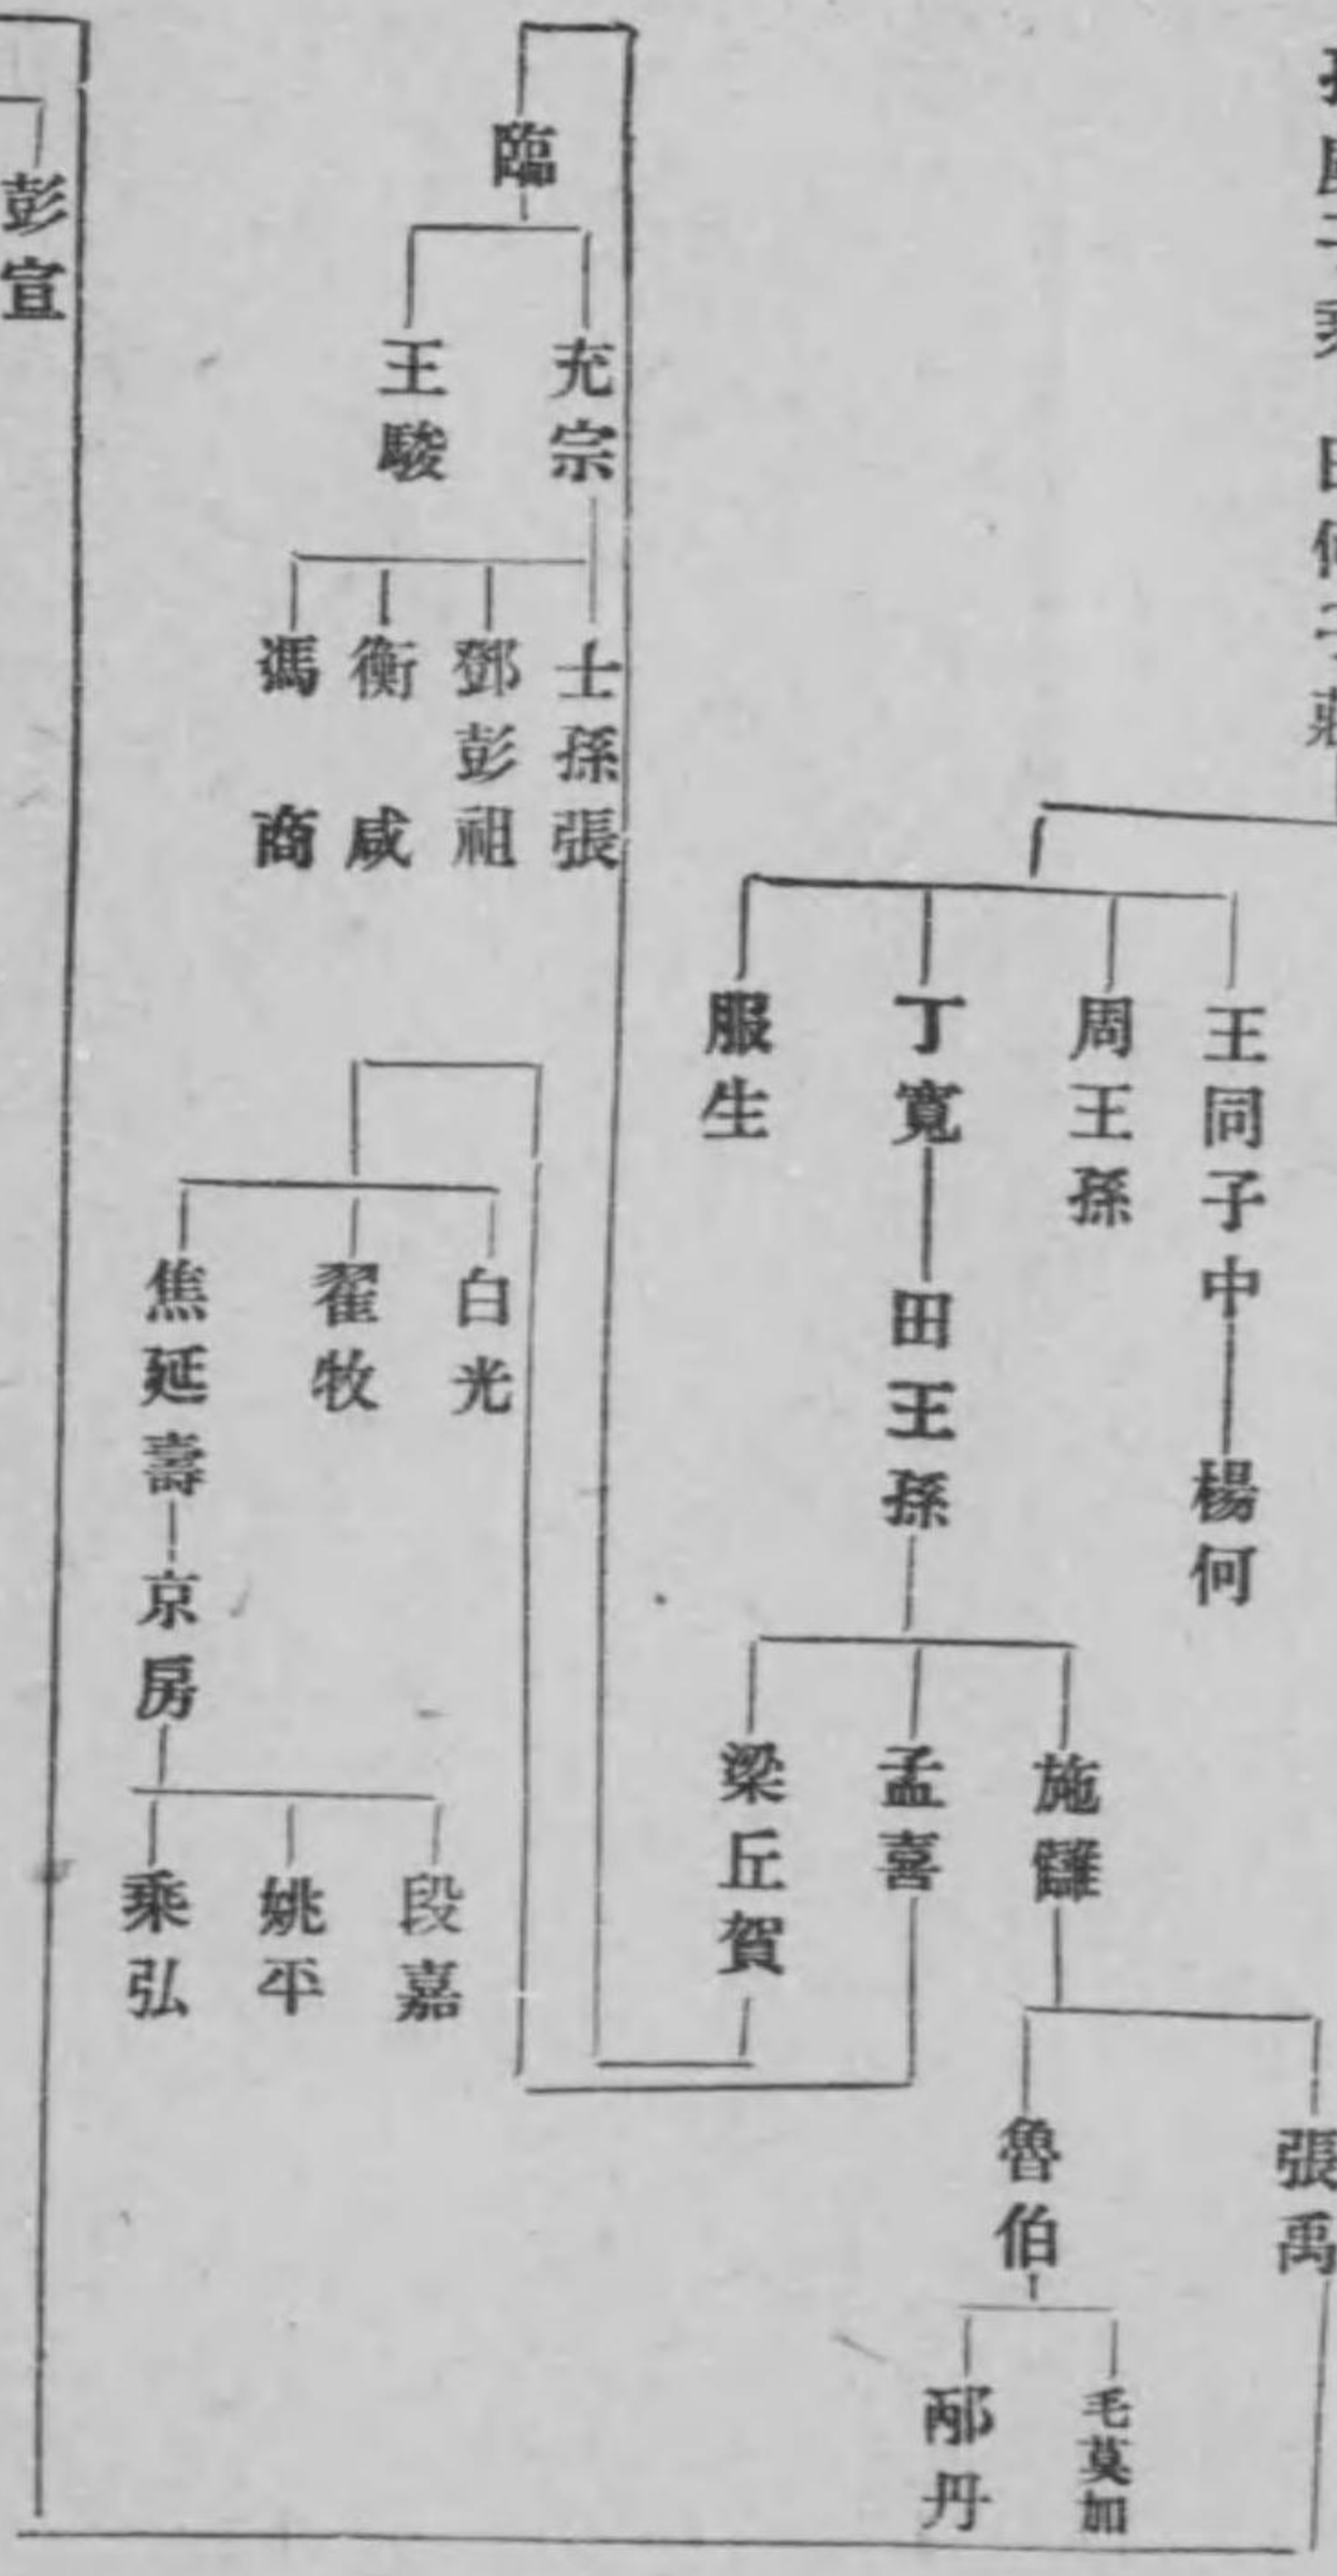 王同子中
楊何
周王孫
丁寬
田王孫
服生
施讎
孟喜
梁丘賀
張禹
魯伯
毛莫如
邴丹
臨
充宗
王駿
士孫張
鄧彭祖
衡咸
馮商
白光
翟牧
焦延壽
京房
段嘉
姚平
乘弘
彭宣